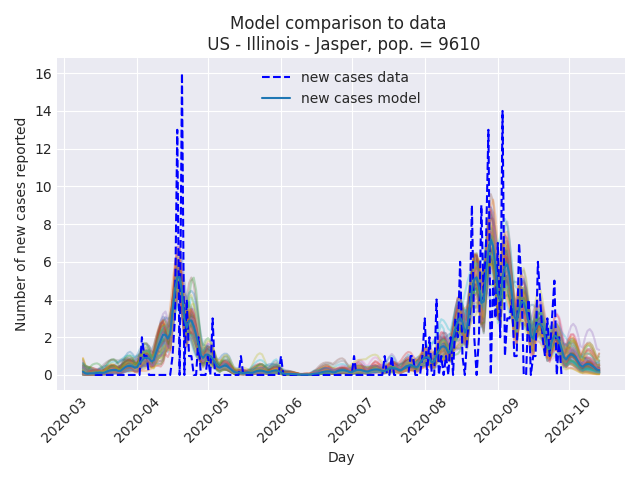 Model comparison to data
US - Illinois - Jasper, pop. = 9610
new cases data
new cases model
Number of new cases reported
16
14
12
10
8
6
4
2
0
2020-03
2020-04
2020-05
2020-06
2020-07
2020-08
2020-09
2020-10
Day